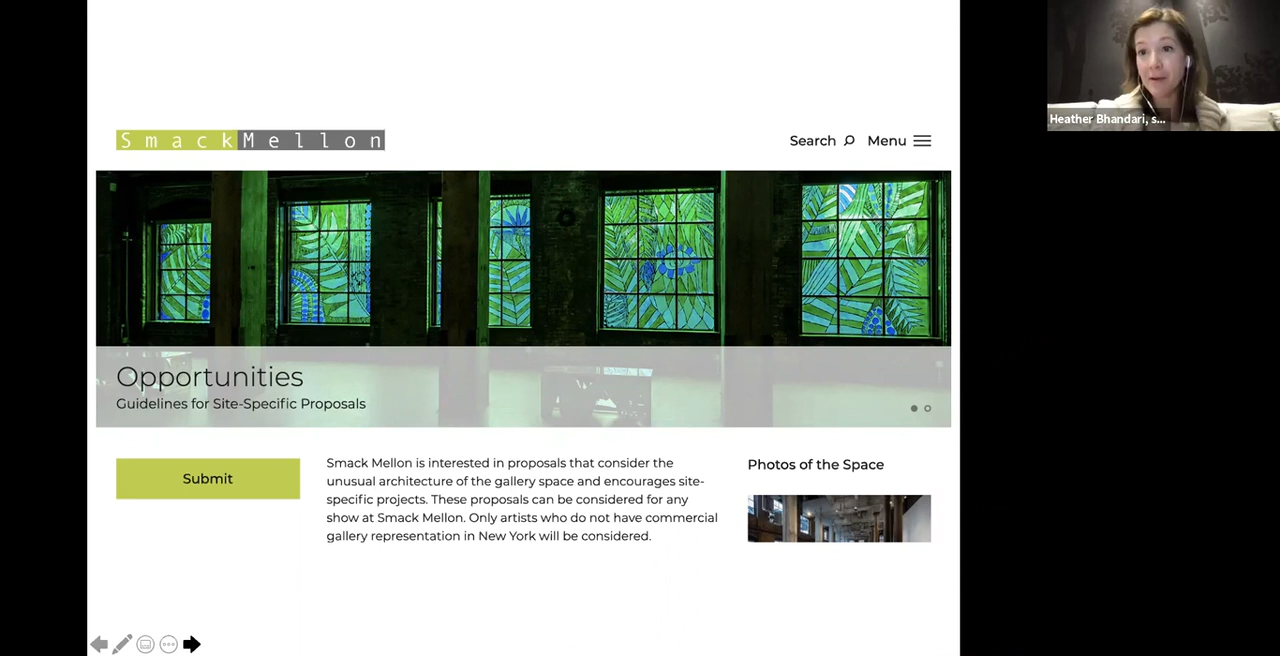 SmackMellon
Search
Menu
Opportunities
Guidelines for Site-Specific Proposals
Submit
Smack Mellon is interested in proposals that consider the
unusual architecture of the gallery space and encourages site-
specific projects. These proposals can be considered for any
show at Smack Mellon. Only artists who do not have commercial
gallery representation in New York will be considered.
Photos of the Space
Heather Bhandari, s...